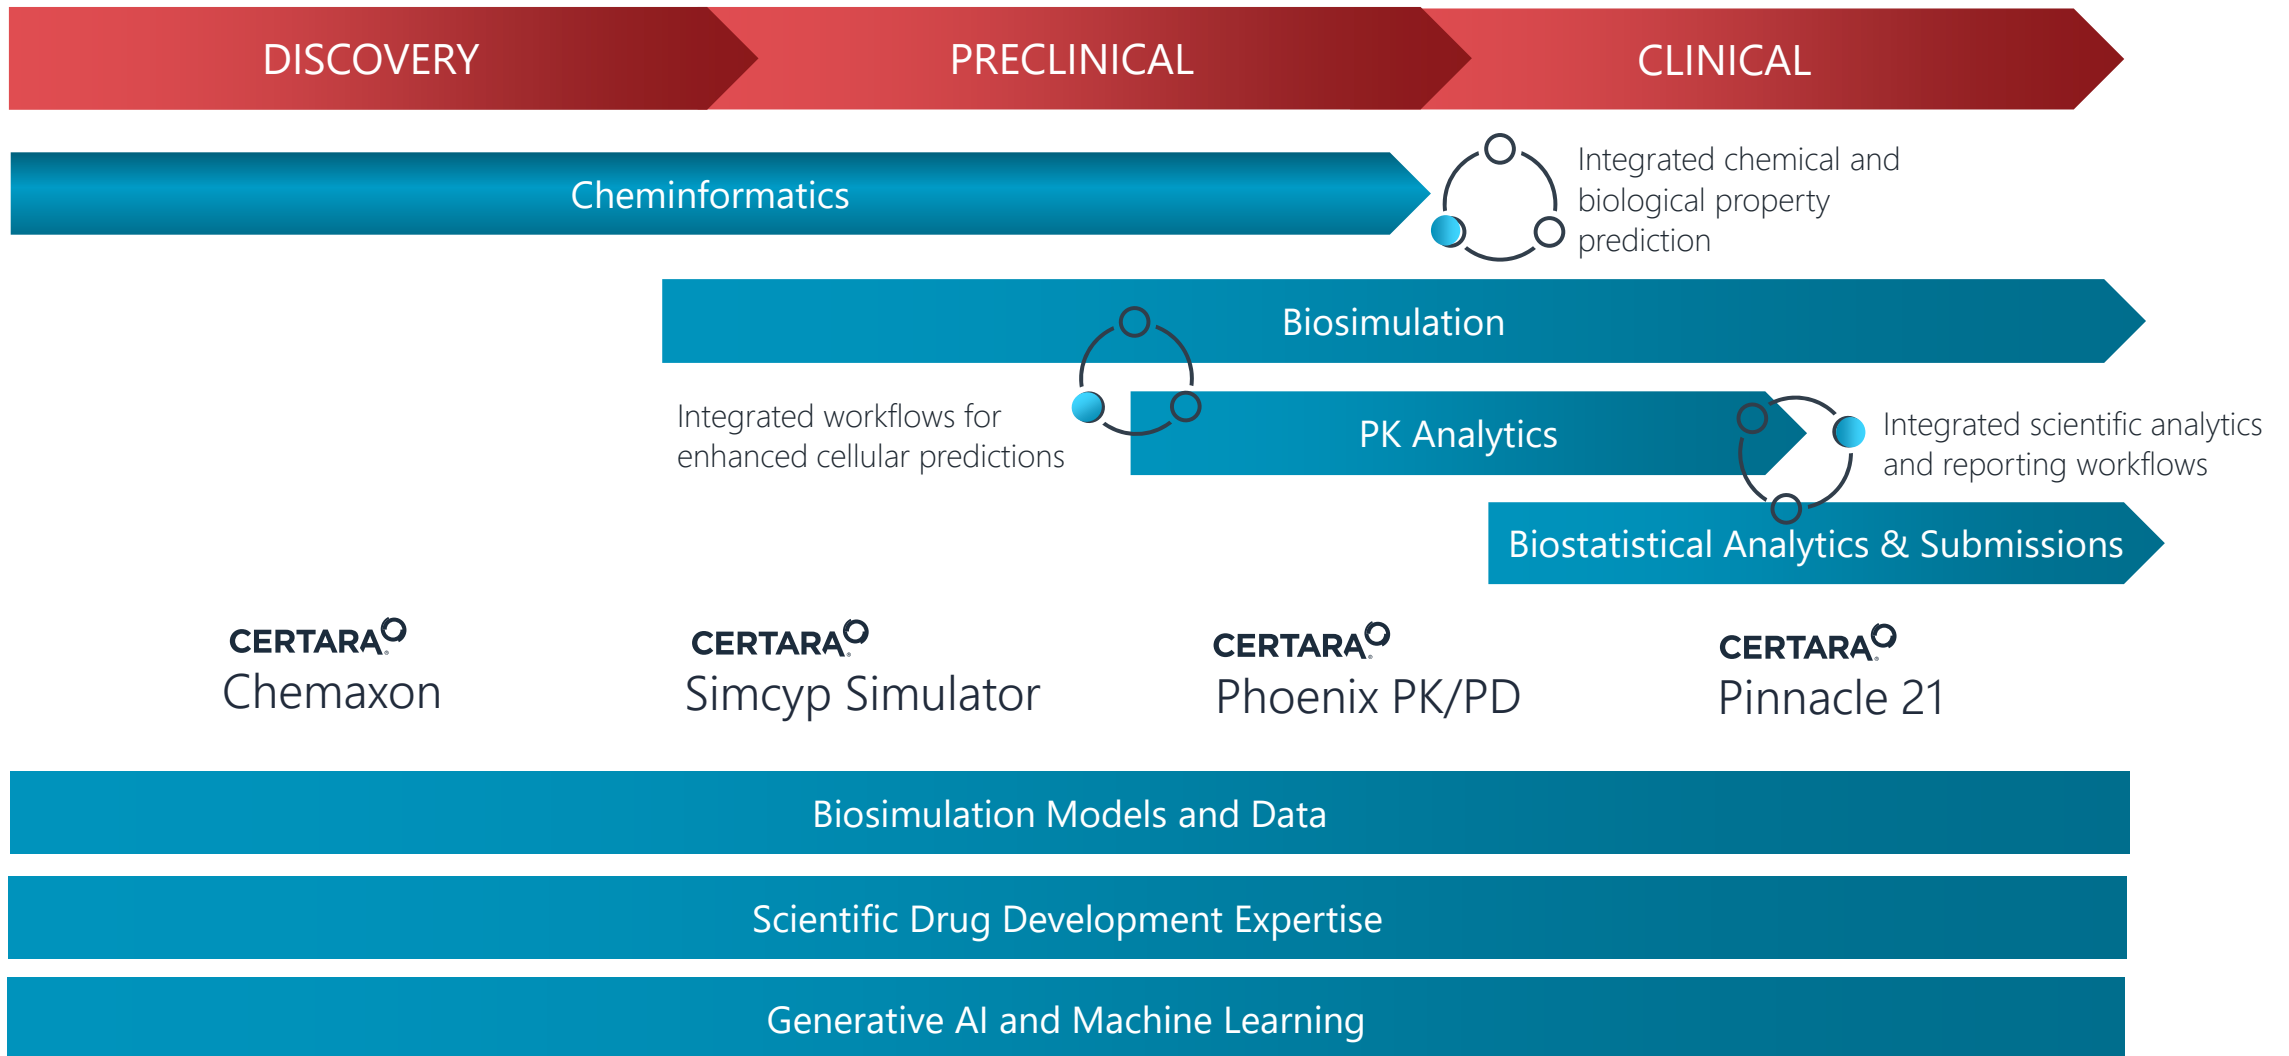 DISCOVERY
PRECLINICAL
CLINICAL
Cheminformatics
Integrated chemical and
biological property
prediction
Biosimulation
Integrated workflows for
enhanced cellular predictions
PK Analytics
Integrated scientific analytics
and reporting workflows
Biostatistical Analytics & Submissions
CERTARA®
Chemaxon
CERTARA®
Simcyp Simulator
CERTARA®
Phoenix PK/PD
CERTARA®
Pinnacle 21
Biosimulation Models and Data
Scientific Drug Development Expertise
Generative AI and Machine Learning